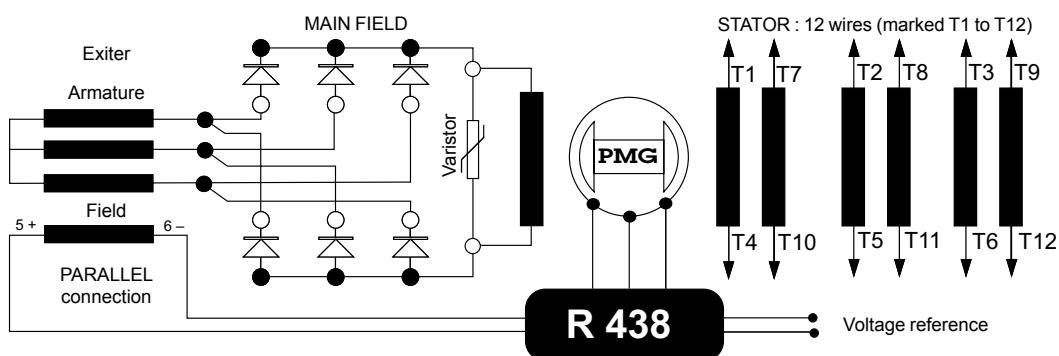 MAIN FIELD
STATOR : 12 wires (marked T1 to T12)
Exiter
Armature
T1 T7 T2 T8 T3 T9
Varistor
PMG
Field
5 + 6 –
T4 T10 T5 T11 T6 T12
PARALLEL
connection
R 438
Voltage reference